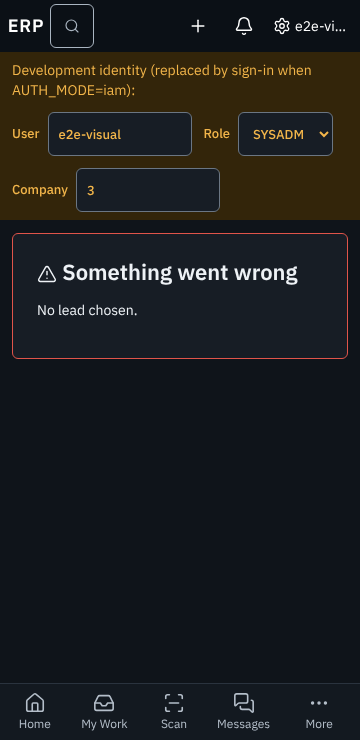 ERP
e2e-vi...
Development identity (replaced by sign-in when
AUTH_MODE=iam):
User e2e-visual Role SYSADM
Company 3
Something went wrong
No lead chosen.
Home My Work Scan Messages More